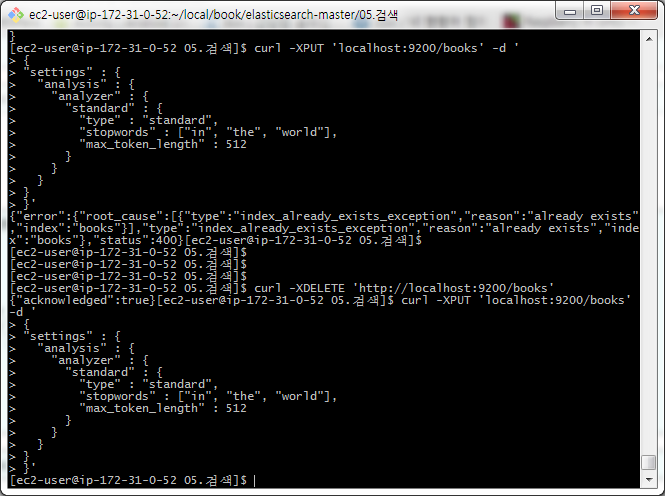 ec2-user@ip-172-31-0-52:~/local/book/elasticsearch-master/05.검색
}
[ec2-user@ip-172-31-0-52 05.검색]$ curl -XPUT 'localhost:9200/books' -d '
> {
>  "settings" : {
>    "analysis" : {
>      "analyzer" : {
>        "standard" : {
>          "type" : "standard",
>          "stopwords" : ["in", "the", "world"],
>          "max_token_length" : 512
>        }
>      }
>    }
>  }
> }'
{"error":{"root_cause":[{"type":"index_already_exists_exception","reason":"already exists"
,"index":"books"}],"type":"index_already_exists_exception","reason":"already exists","inde
x":"books"},"status":400}[ec2-user@ip-172-31-0-52 05.검색]$
[ec2-user@ip-172-31-0-52 05.검색]$
[ec2-user@ip-172-31-0-52 05.검색]$
[ec2-user@ip-172-31-0-52 05.검색]$
[ec2-user@ip-172-31-0-52 05.검색]$ curl -XDELETE 'http://localhost:9200/books'
{"acknowledged":true}[ec2-user@ip-172-31-0-52 05.검색]$ curl -XPUT 'localhost:9200/books'
-d '
> {
>  "settings" : {
>    "analysis" : {
>      "analyzer" : {
>        "standard" : {
>          "type" : "standard",
>          "stopwords" : ["in", "the", "world"],
>          "max_token_length" : 512
>        }
>      }
>    }
>  }
> }'
[ec2-user@ip-172-31-0-52 05.검색]$